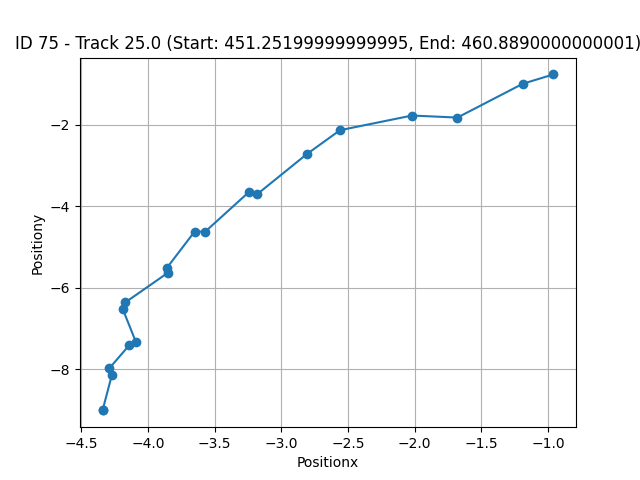 ID 75 - Track 25.0 (Start: 451.25199999999995, End: 460.8890000000001)
−2
−4
−6
−8
Positiony
−4.5 −4.0 −3.5 −3.0 −2.5 −2.0 −1.5 −1.0
Positionx